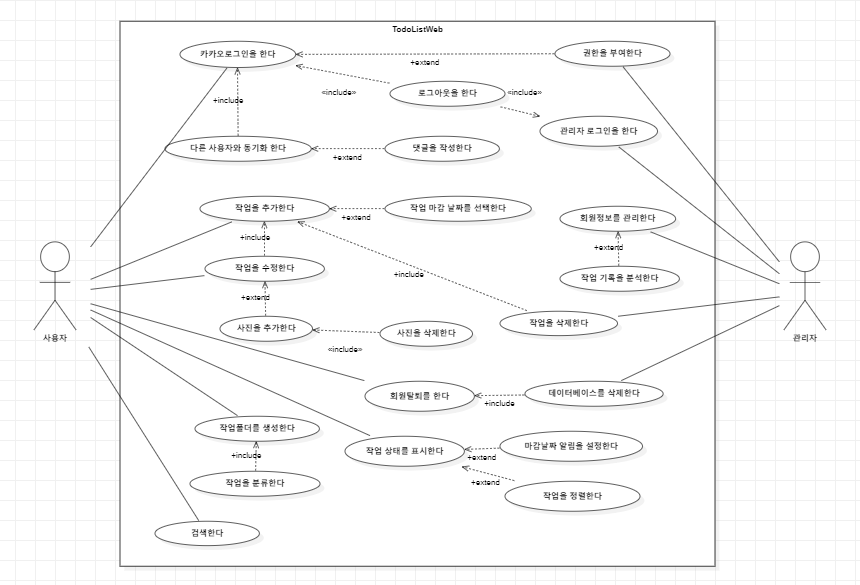 TodoListWeb
카카오로그인을 한다
권한을 부여한다
+extend
«include»
로그아웃을 한다
«include»
+include
관리자 로그인을 한다
다른 사용자와 동기화 한다
댓글을 작성한다
+extend
작업을 추가한다
작업 마감 날짜를 선택한다
+extend
회원정보를 관리한다
+include
+extend
작업을 수정한다
+include
작업 기록을 분석한다
+extend
사진을 추가한다
사진을 삭제한다
작업을 삭제한다
«include»
사용자
관리자
회원탈퇴를 한다
데이터베이스를 삭제한다
+include
작업폴더를 생성한다
작업 상태를 표시한다
마감날짜 알림을 설정한다
+include
+extend
작업을 분류한다
+extend
작업을 정렬한다
검색한다